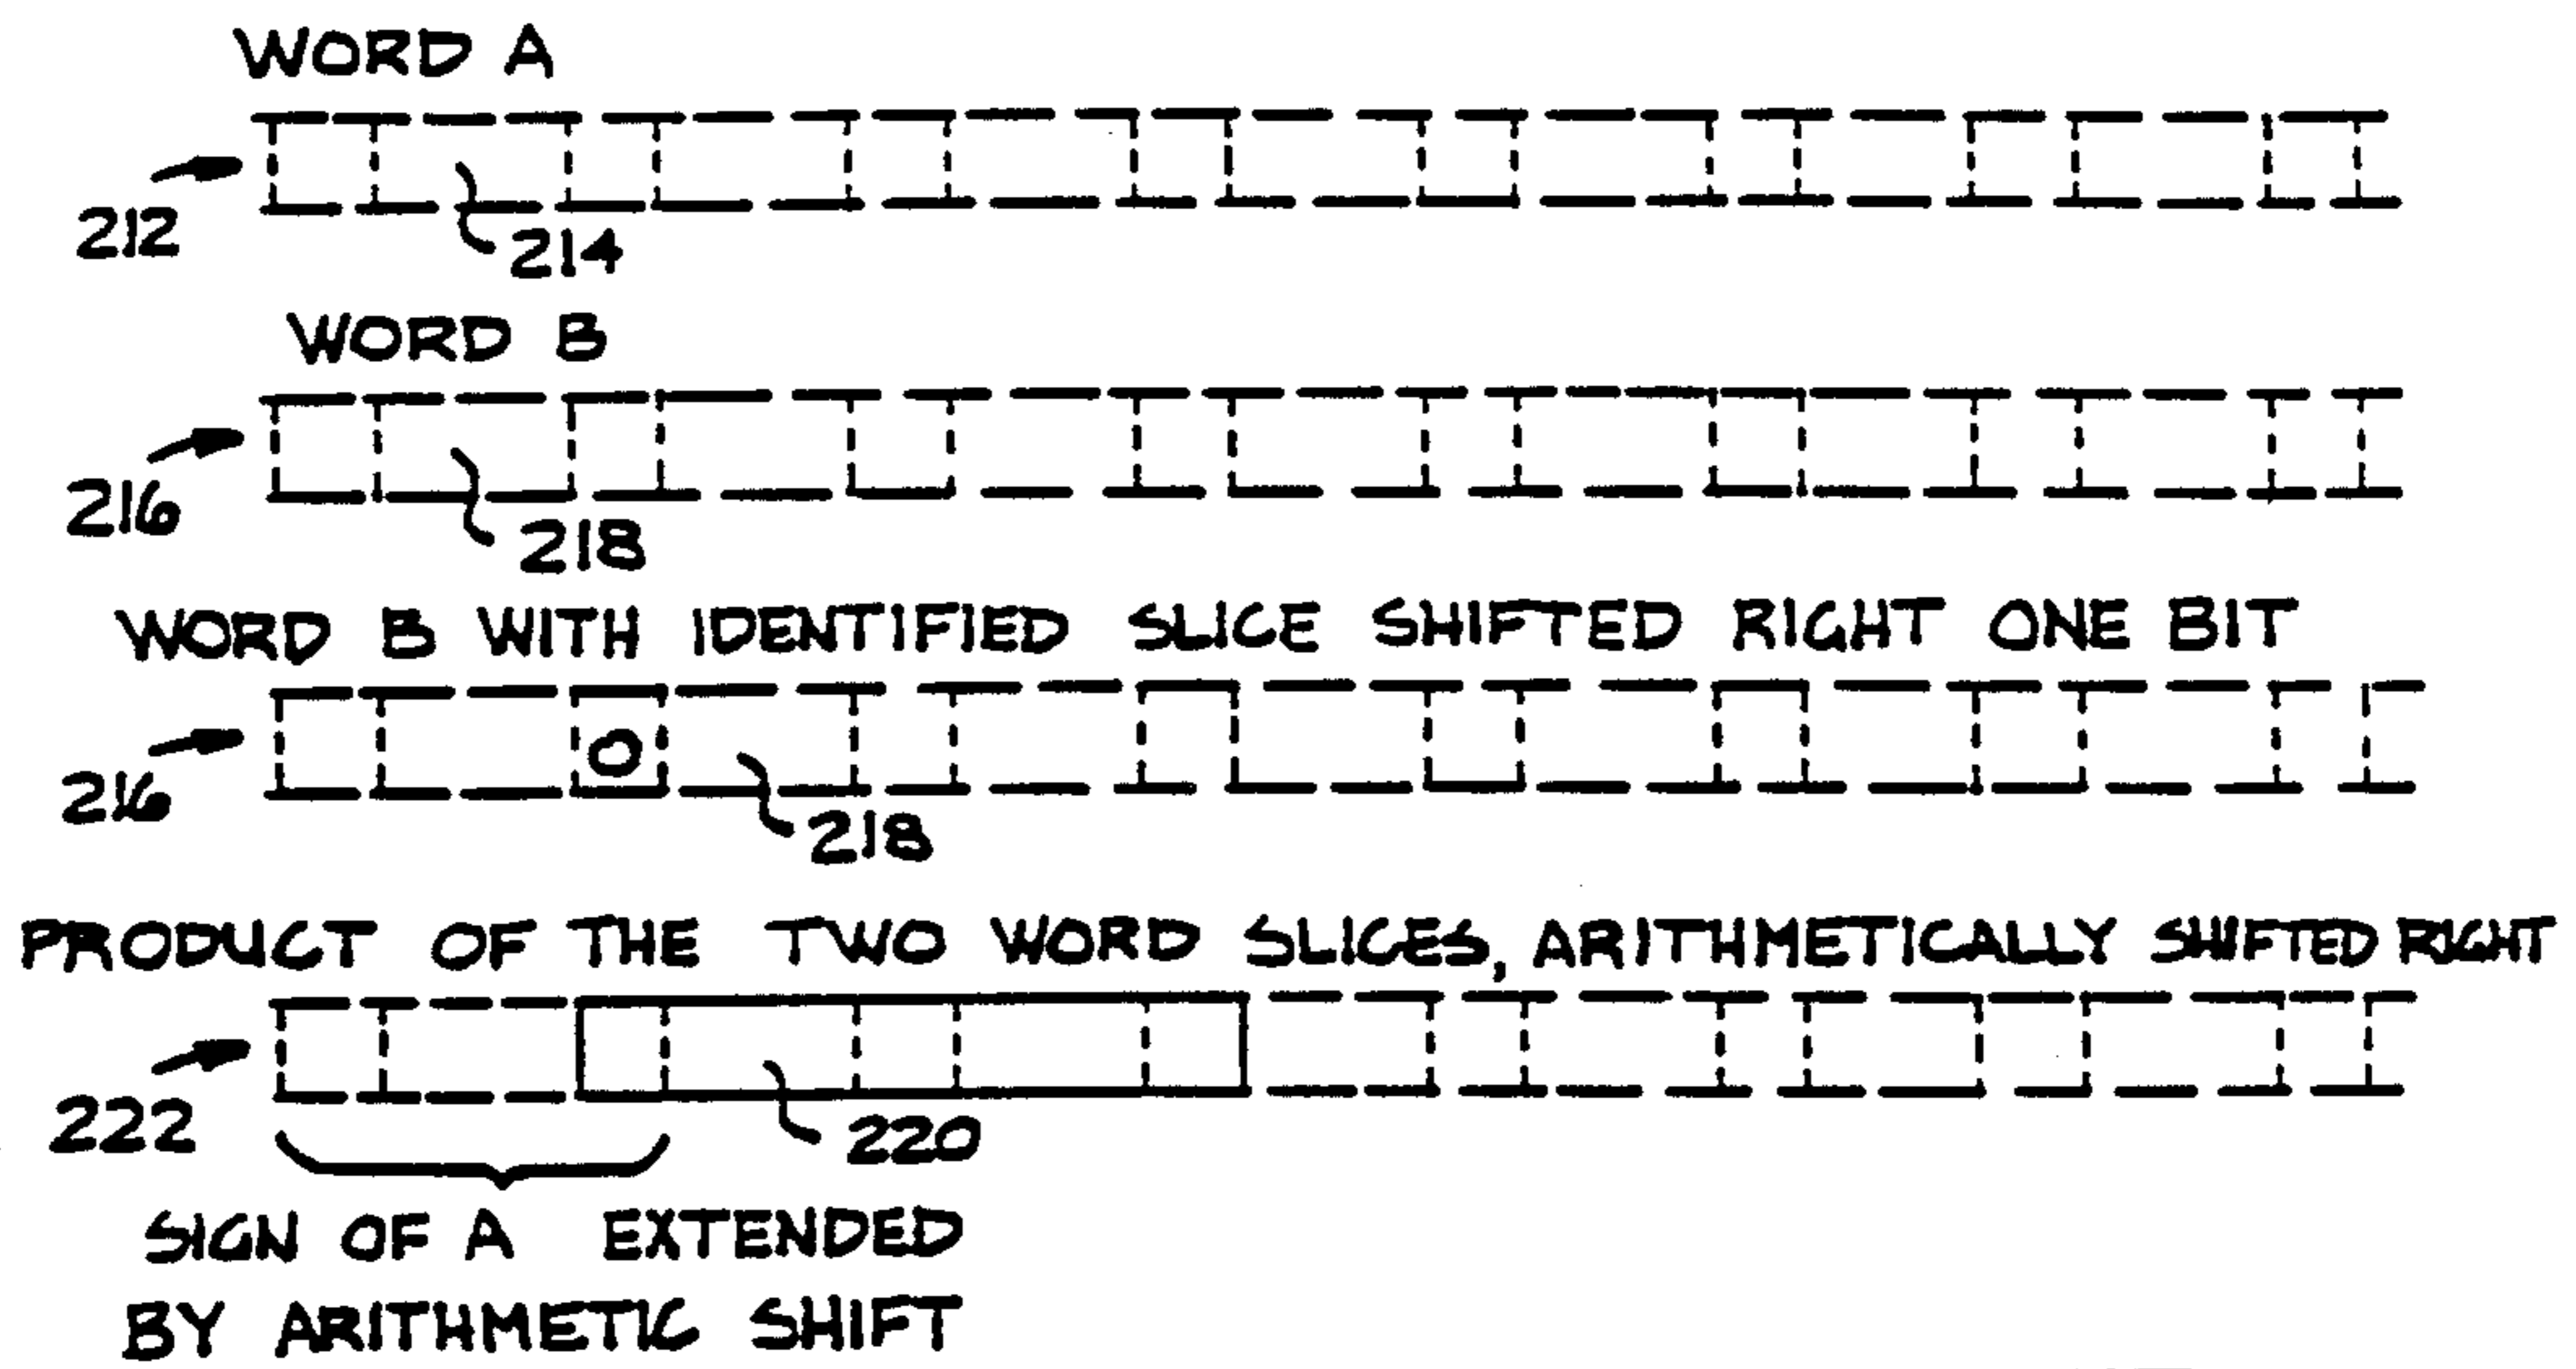 WORD A
212
214
WORD B
216
218
WORD B WITH IDENTIFIED SLICE SHIFTED RIGHT ONE BIT
216
0
218
PRODUCT OF THE TWO WORD SLICES, ARITHMETICALLY SHIFTED RIGHT
222
220
SIGN OF A EXTENDED
BY ARITHMETIC SHIFT